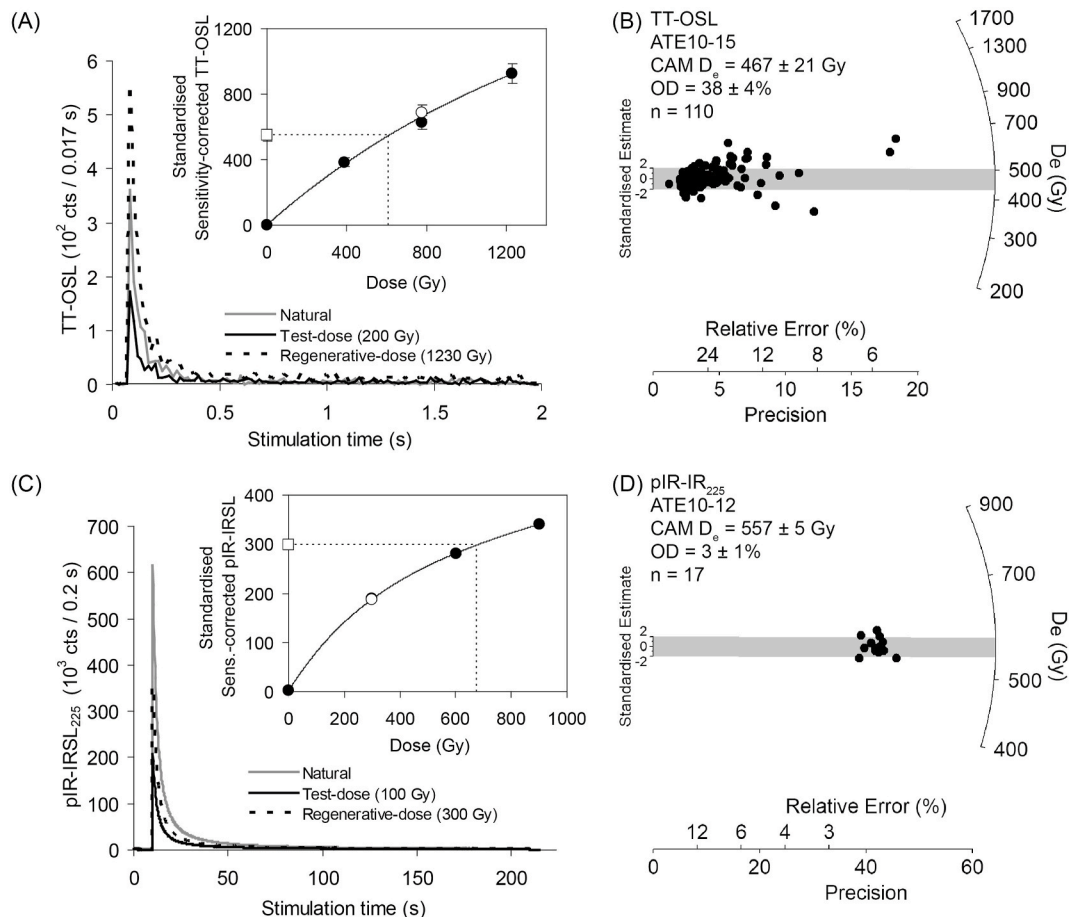 (A)
TT-OSL (10² cts / 0.017 s)
6
5
4
3
2
1
0
0
0.5
1
1.5
2
Stimulation time (s)
Standardised
Sensitivity-corrected TT-OSL
1200
800
400
0
0
400
800
1200
Dose (Gy)
Natural
Test-dose (200 Gy)
Regenerative-dose (1230 Gy)
(B)
TT-OSL
ATE10-15
CAM Dₑ = 467 ± 21 Gy
OD = 38 ± 4%
n = 110
Standardised Estimate
2
0
-2
1700
1300
900
700
500
400
300
200
De (Gy)
Relative Error (%)
24 12 8 6
0 5 10 15 20
Precision
(C)
pIR-IRSL₂₂₅ (10³ cts / 0.2 s)
700
600
500
400
300
200
100
0
0 50 100 150 200
Stimulation time (s)
Standardised
Sens.-corrected pIR-IRSL
400
300
200
100
0
0 200 400 600 800 1000
Dose (Gy)
Natural
Test-dose (100 Gy)
Regenerative-dose (300 Gy)
(D)
pIR-IR₂₂₅
ATE10-12
CAM Dₑ = 557 ± 5 Gy
OD = 3 ± 1%
n = 17
Standardised Estimate
2
0
-2
900
700
500
400
De (Gy)
Relative Error (%)
12 6 4 3
0 20 40 60
Precision